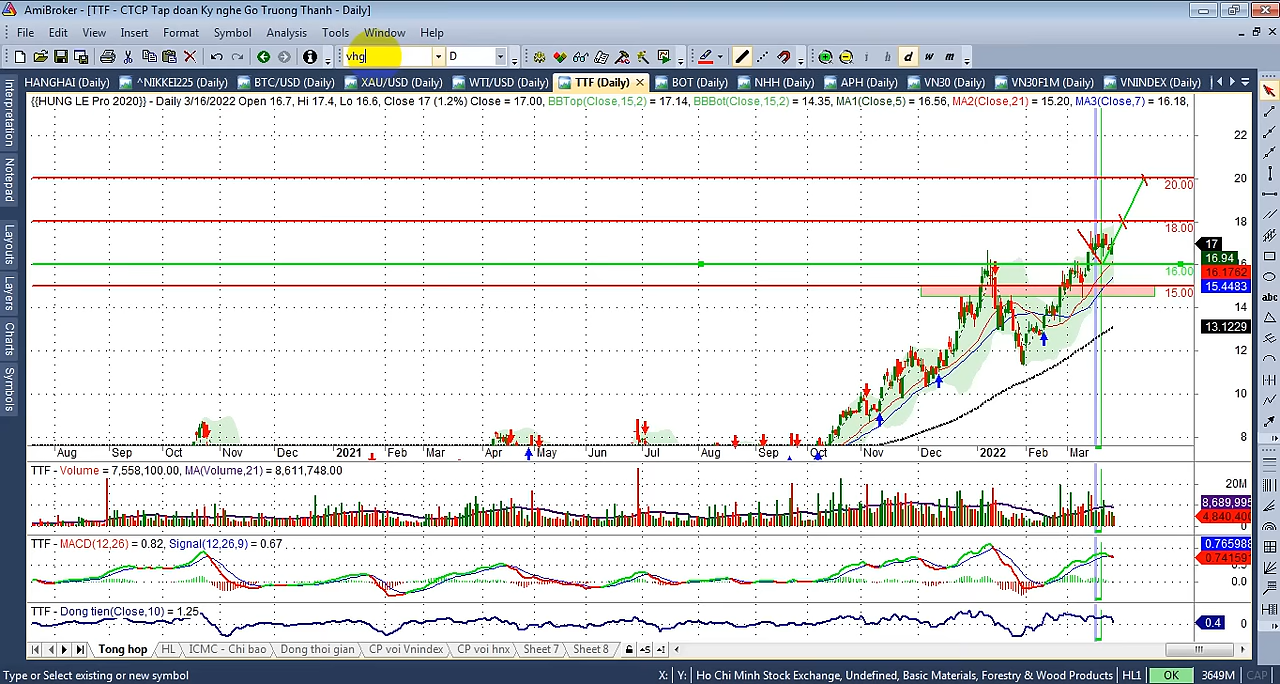 AmiBroker - [TTF - CTCP Tap doan Ky nghe Go Truong Thanh - Daily]
File Edit View Insert Format Symbol Analysis Tools Window Help
vhg D i h d w m
HANGHAI (Daily) ^NIKKEI225 (Daily) BTC/USD (Daily) XAU/USD (Daily) WTI/USD (Daily) TTF (Daily) BOT (Daily) NHH (Daily) APH (Daily) VN30 (Daily) VN30F1M (Daily) VNINDEX (Daily)
{{HUNG LE Pro 2020}} - Daily 3/16/2022 Open 16.7, Hi 17.4, Lo 16.6, Close 17 (1.2%) Close = 17.00, BBTop(Close,15,2) = 17.14, BBBot(Close,15,2) = 14.35, MA1(Close,5) = 16.56, MA2(Close,21) = 15.20, MA3(Close,7) = 16.18,
Interpretation
Notepad
Layouts
Layers
Charts
Symbols
22
20
20.00
18
18.00
17
16.94
16
16.00
16.1762
15.4483
15.00
14
13.1229
12
10
8
abc
Aug Sep Oct Nov Dec 2021 Feb Mar Apr May Jun Jul Aug Sep Oct Nov Dec 2022 Feb Mar
TTF - Volume = 7,558,100.00, MA(Volume,21) = 8,611,748.00
20M
8,689,995
4,840,400
0
TTF - MACD(12,26) = 0.82, Signal(12,26,9) = 0.67
0.765988
0.741591
0.5
0.0
TTF - Dong tien(Close,10) = 1.25
0.4 0
Tong hop HL ICMC - Chi bao Dong thoi gian CP voi Vnindex CP voi hnx Sheet 7 Sheet 8
Type or Select existing or new symbol X: Y: Ho Chi Minh Stock Exchange, Undefined, Basic Materials, Forestry & Wood Products HL1 OK 3649M CAP